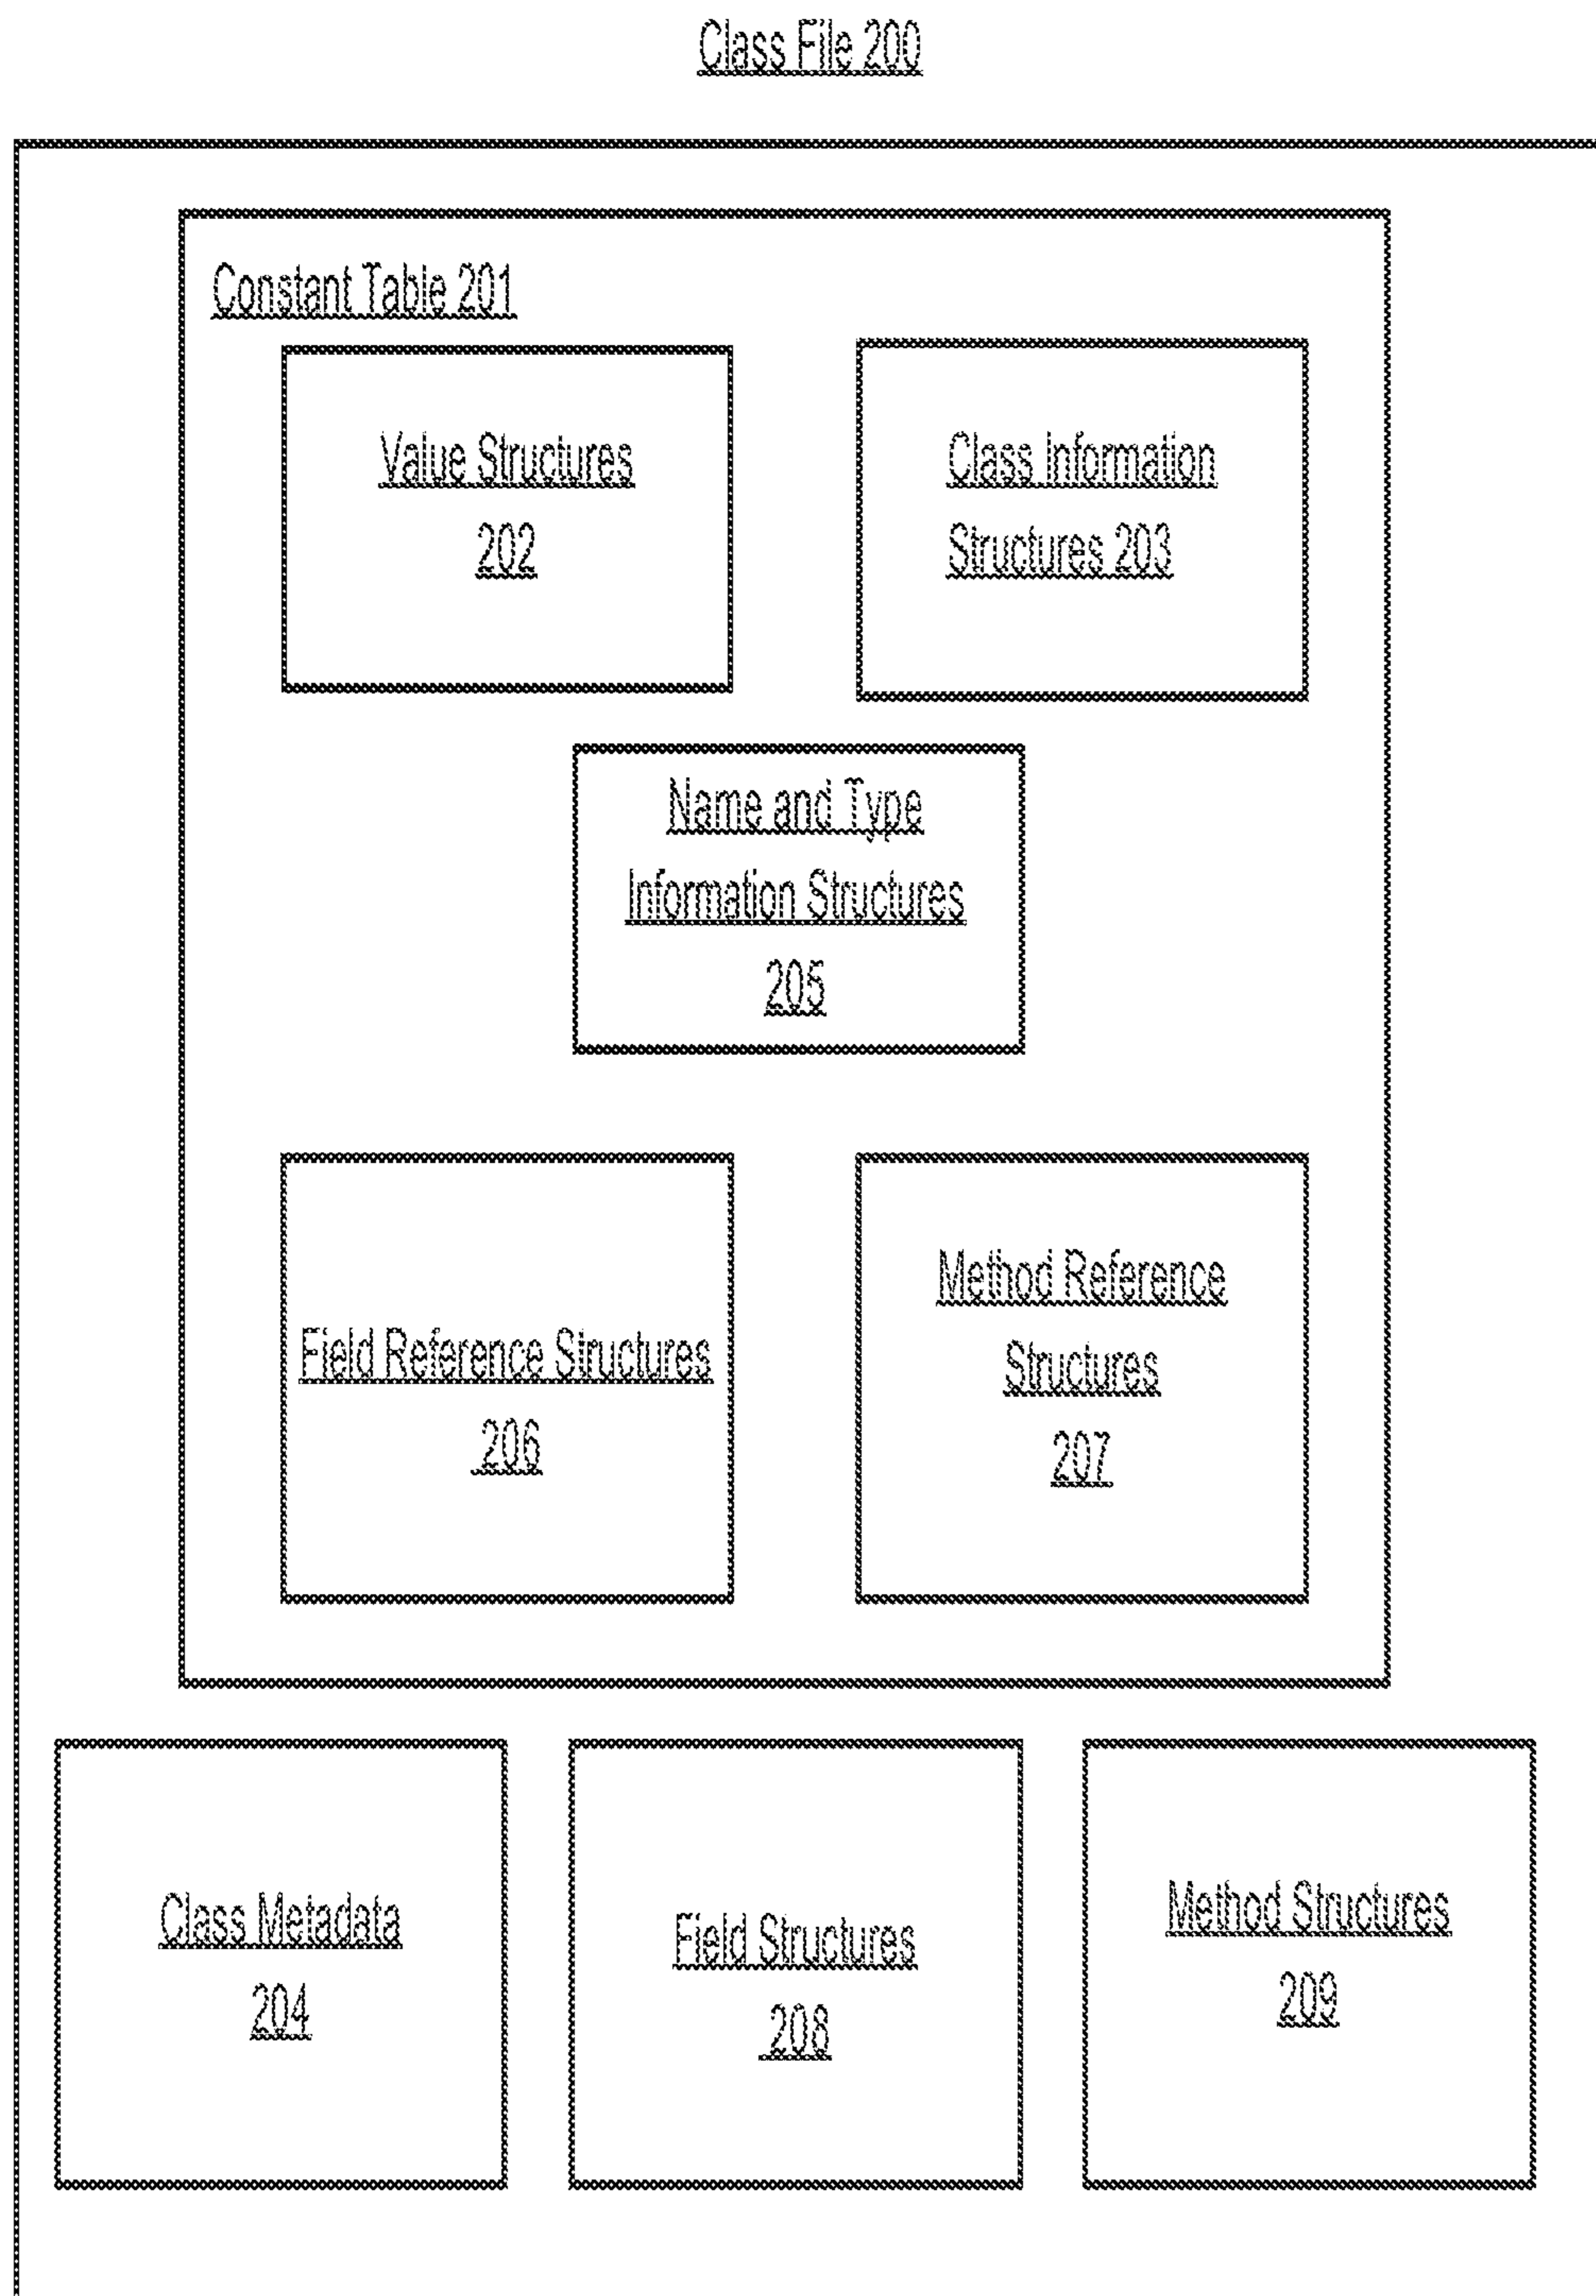 Class File 200
Constant Table 201
Value Structures
202
Class Information
Structures 203
Name and Type
Information Structures
205
Field Reference Structures
206
Method Reference
Structures
207
Class Metadata
204
Field Structures
208
Method Structures
209